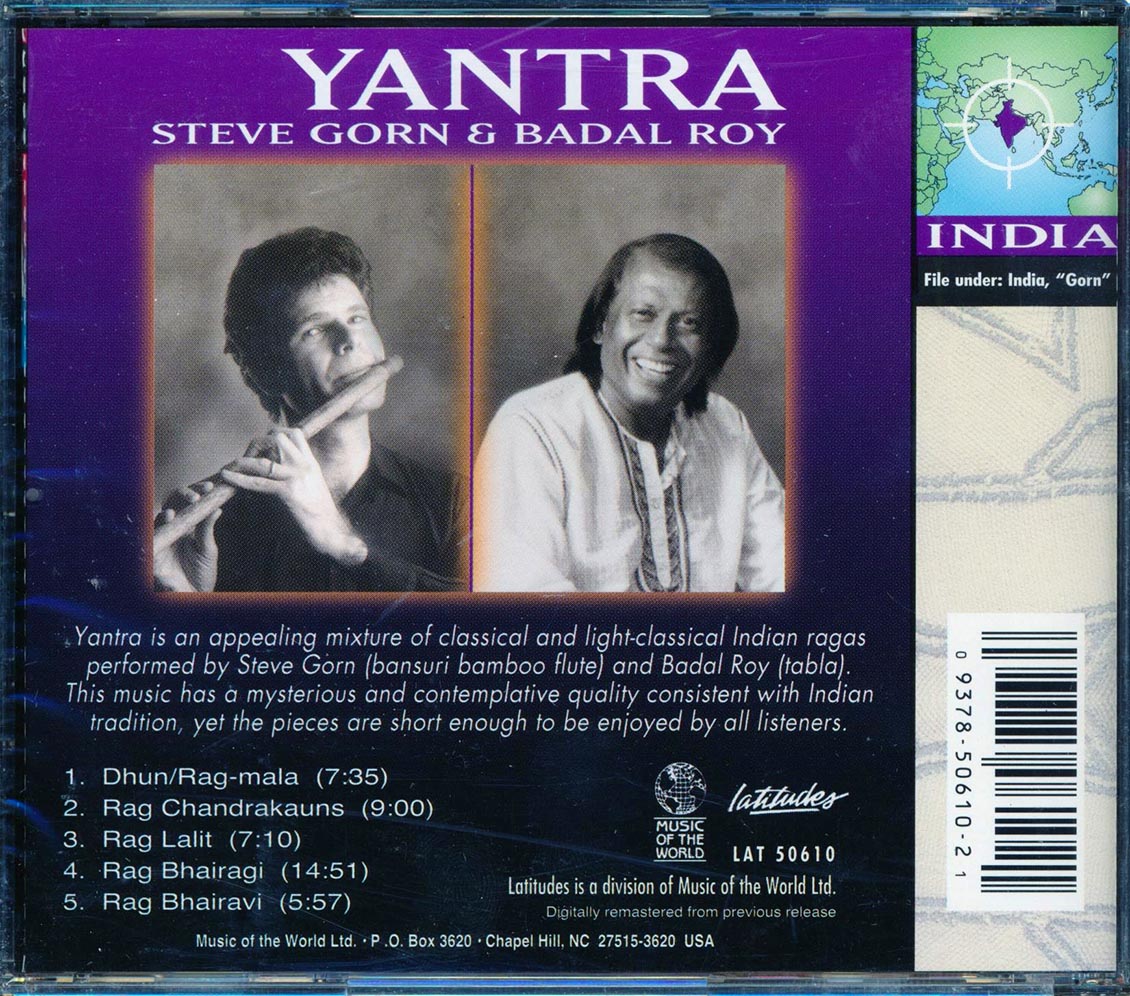 YANTRA
STEVE GORN & BADAL ROY
INDIA
File under: India, “Gorn”
Yantra is an appealing mixture of classical and light-classical Indian ragas
performed by Steve Gorn (bansuri bamboo flute) and Badal Roy (tabla).
This music has a mysterious and contemplative quality consistent with Indian
tradition, yet the pieces are short enough to be enjoyed by all listeners.
1. Dhun/Rag-mala (7:35)
2. Rag Chandrakauns (9:00)
3. Rag Lalit (7:10)
4. Rag Bhairagi (14:51)
5. Rag Bhairavi (5:57)
MUSIC
OF THE
WORLD
latitudes
LAT 50610
Latitudes is a division of Music of the World Ltd.
Digitally remastered from previous release
Music of the World Ltd. · P .O. Box 3620 · Chapel Hill, NC 27515-3620 USA
0 9378-50610-2 1